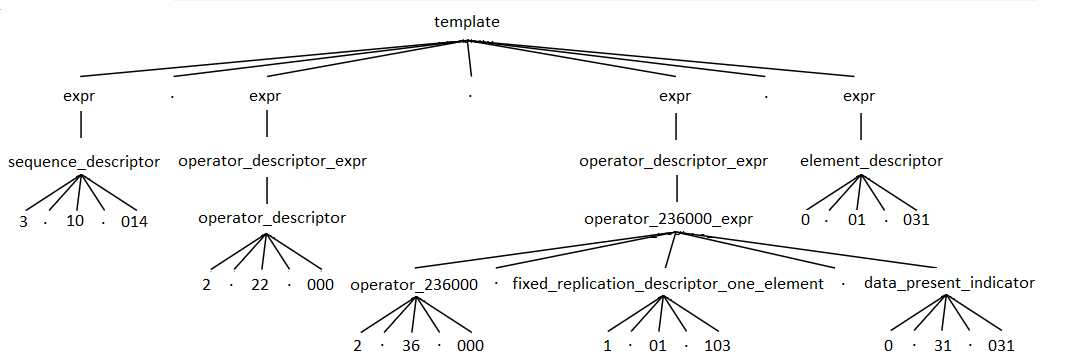 template
expr . expr . expr . expr
sequence_descriptor operator_descriptor_expr operator_descriptor_expr element_descriptor
3 . 10 . 014 operator_descriptor operator_236000_expr 0 . 01 . 031
2 . 22 . 000 operator_236000 . fixed_replication_descriptor_one_element . data_present_indicator
2 . 36 . 000 1 . 01 . 103 0 . 31 . 031